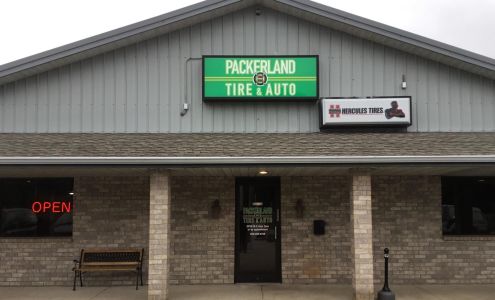 PACKERLAND
TIRE & AUTO
HERCULES TIRES
OPEN
PACKERLAND
TIRE & AUTO